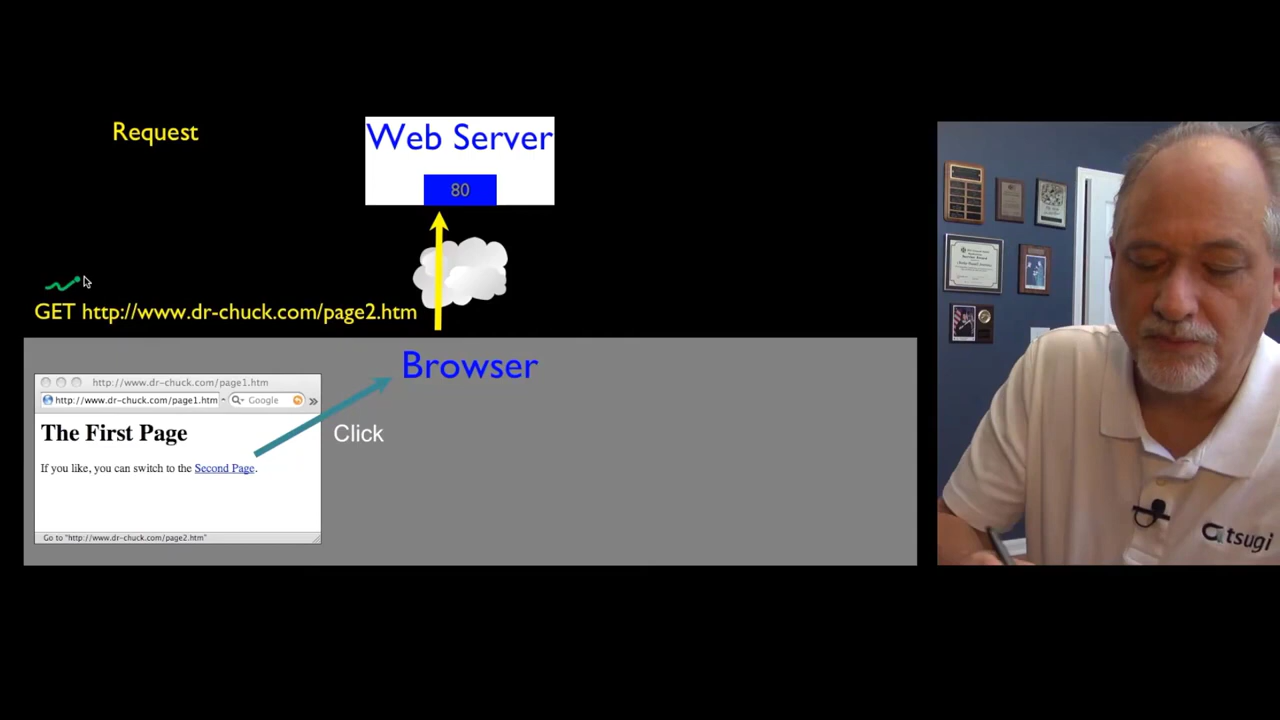 Request
Web Server
80
GET http://www.dr-chuck.com/page2.htm
Browser
http://www.dr-chuck.com/page1.htm
http://www.dr-chuck.com/page1.htm
Google
»
The First Page
Click
If you like, you can switch to the Second Page.
Go to "http://www.dr-chuck.com/page2.htm"
tsugi